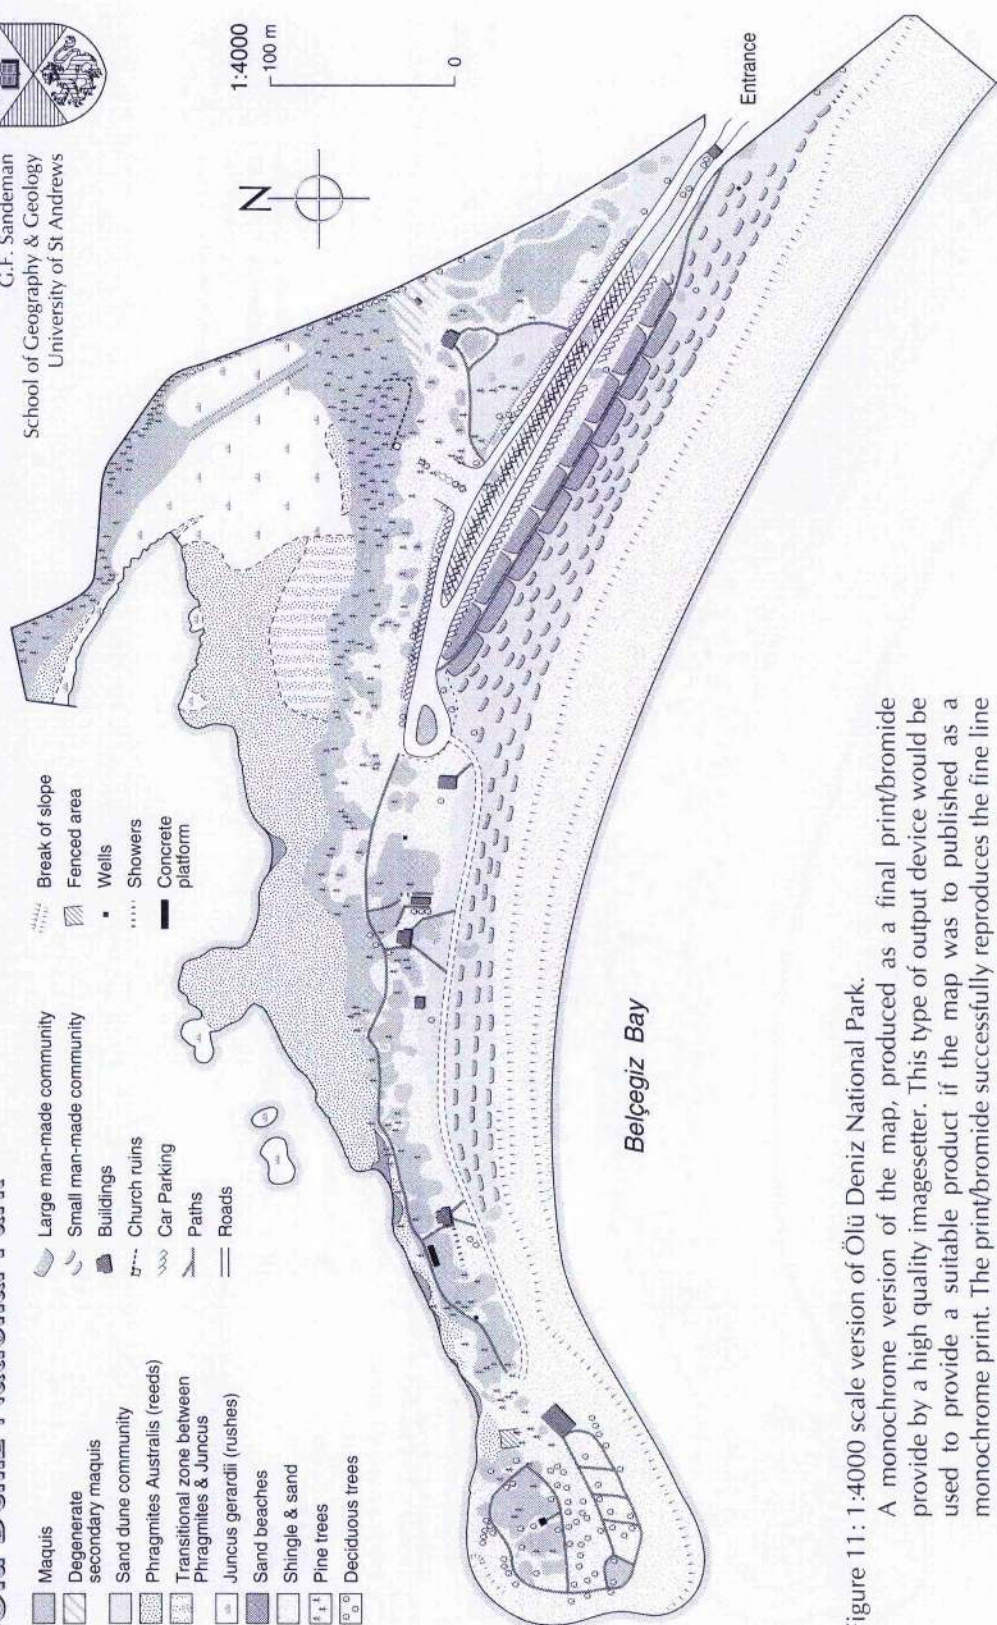 G.F. Sandeman
School of Geography & Geology
University of St Andrews
1:4000
100 m
0
N
Entrance
Belçegiz Bay
Maquis
Degenerate
secondary maquis
Sand dune community
Phragmites Australis (reeds)
Transitional zone between
Phragmites & Juncus
Juncus gerardii (rushes)
Sand beaches
Shingle & sand
Pine trees
Deciduous trees
Large man-made community
Small man-made community
Buildings
Church ruins
Car Parking
Paths
Roads
Break of slope
Fenced area
Wells
Showers
Concrete
platform
igure 11: 1:4000 scale version of Ölü Deniz National Park.
A monochrome version of the map, produced as a final print/bromide
provide by a high quality imagesetter. This type of output device would be
used to provide a suitable product if the map was to published as a
monochrome print. The print/bromide successfully reproduces the fine line